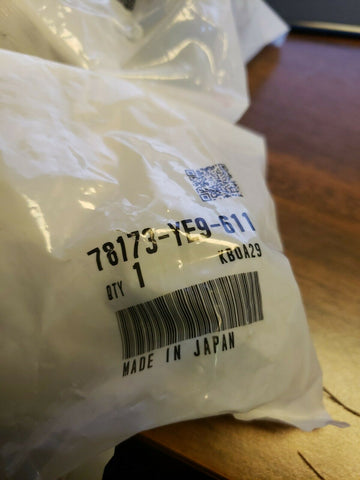 78173-YE9-611
QTY 1 KB0A29
MADE IN JAPAN